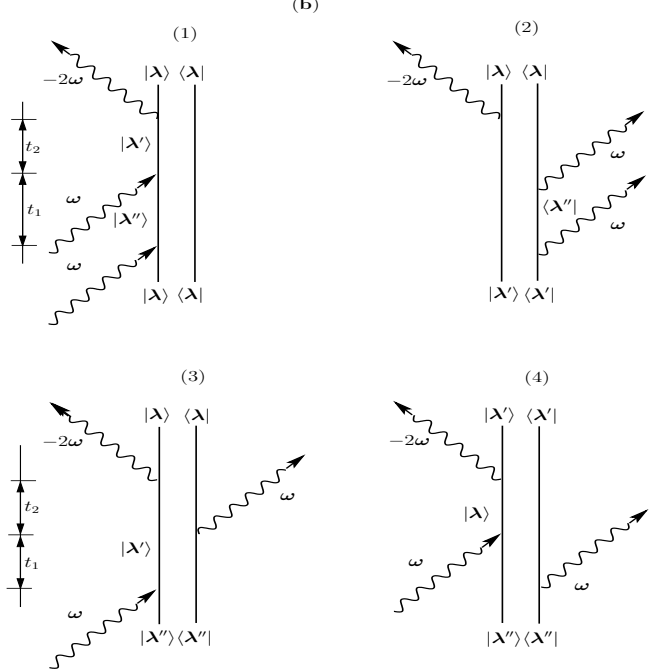 (b)
(1)
(2)
|λ⟩ ⟨λ|
|λ⟩ ⟨λ|
−2ω
−2ω
t₂
|λ′⟩
ω
t₁
ω
|λ″⟩
⟨λ″|
ω
ω
|λ⟩ ⟨λ|
|λ′⟩ ⟨λ′|
(3)
(4)
|λ⟩ ⟨λ|
|λ′⟩ ⟨λ′|
−2ω
−2ω
ω
t₂
|λ⟩
|λ′⟩
t₁
ω
ω
ω
|λ″⟩⟨λ″|
|λ″⟩⟨λ″|